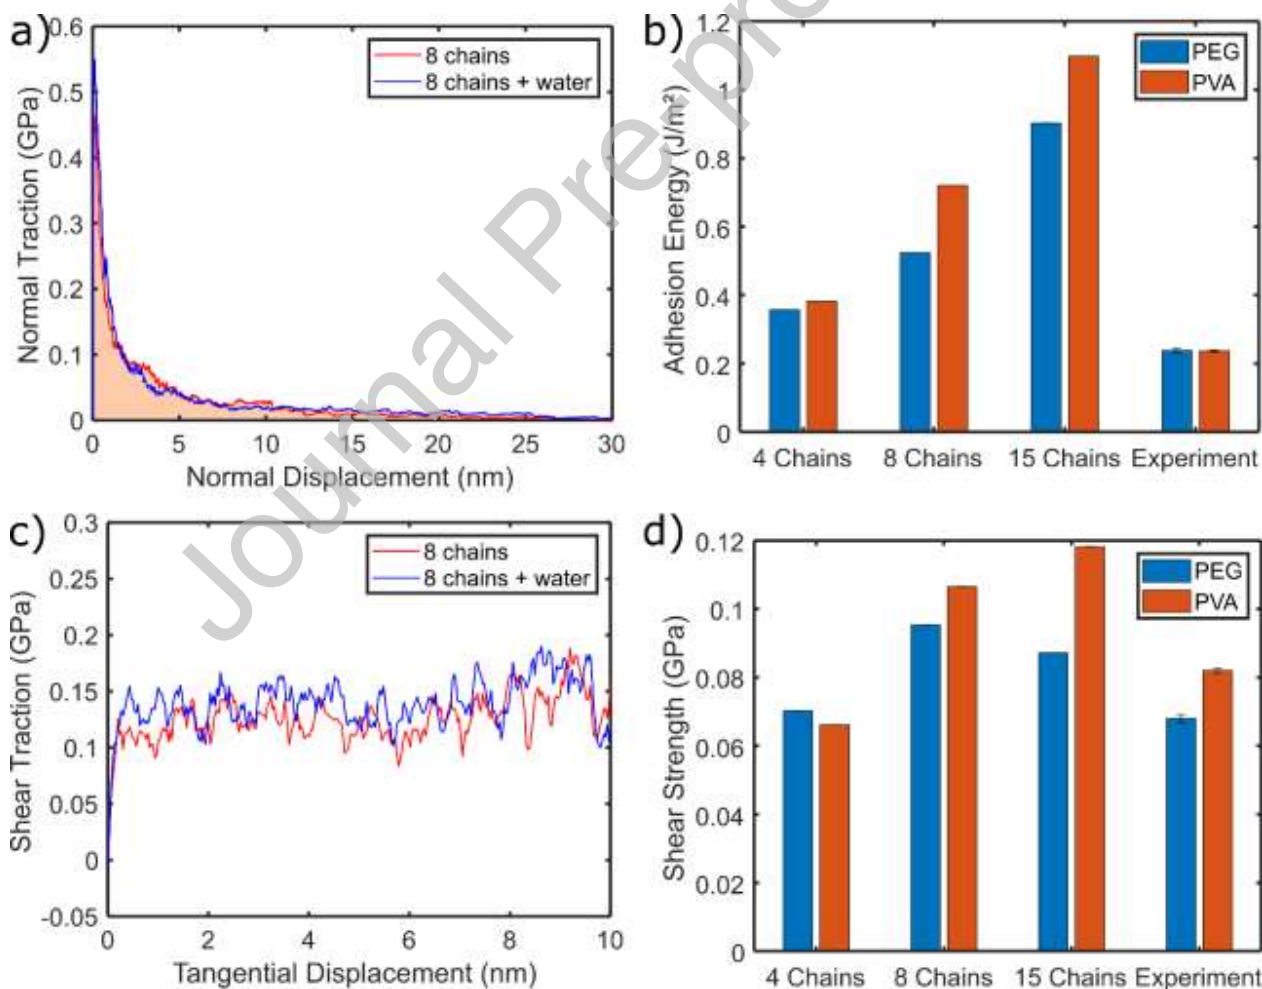 a)
0.6
0.5
0.4
0.3
0.2
0.1
0
Normal Traction (GPa)
8 chains
8 chains + water
0 5 10 15 20 25 30
Normal Displacement (nm)
b)
1.2
1
0.8
0.6
0.4
0.2
0
Adhesion Energy (J/m²)
PEG
PVA
4 Chains 8 Chains 15 Chains Experiment
c)
0.3
0.25
0.2
0.15
0.1
0.05
0
-0.05
Shear Traction (GPa)
8 chains
8 chains + water
0 2 4 6 8 10
Tangential Displacement (nm)
d)
0.12
0.1
0.08
0.06
0.04
0.02
0
Shear Strength (GPa)
PEG
PVA
4 Chains 8 Chains 15 Chains Experiment
Journal Pre-pro